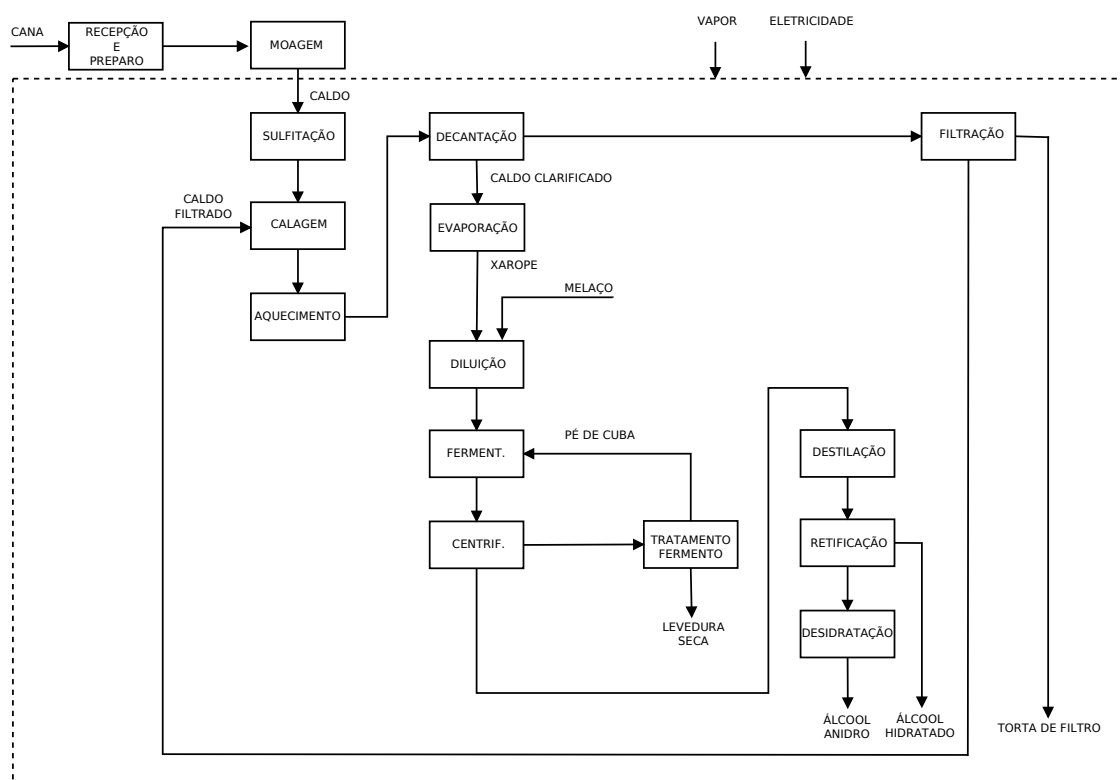 CANA
RECEPÇÃO
E
PREPARO
MOAGEM
VAPOR
ELETRICIDADE
CALDO
SULFITAÇÃO
DECANTAÇÃO
FILTRAÇÃO
CALDO CLARIFICADO
CALDO
FILTRADO
CALAGEM
EVAPORAÇÃO
XAROPE
MELAÇO
AQUECIMENTO
DILUIÇÃO
PÉ DE CUBA
FERMENT.
DESTILAÇÃO
CENTRIF.
TRATAMENTO
FERMENTO
RETIFICAÇÃO
LEVEDURA
SECA
DESIDRATAÇÃO
ÁLCOOL
ANIDRO
ÁLCOOL
HIDRATADO
TORTA DE FILTRO